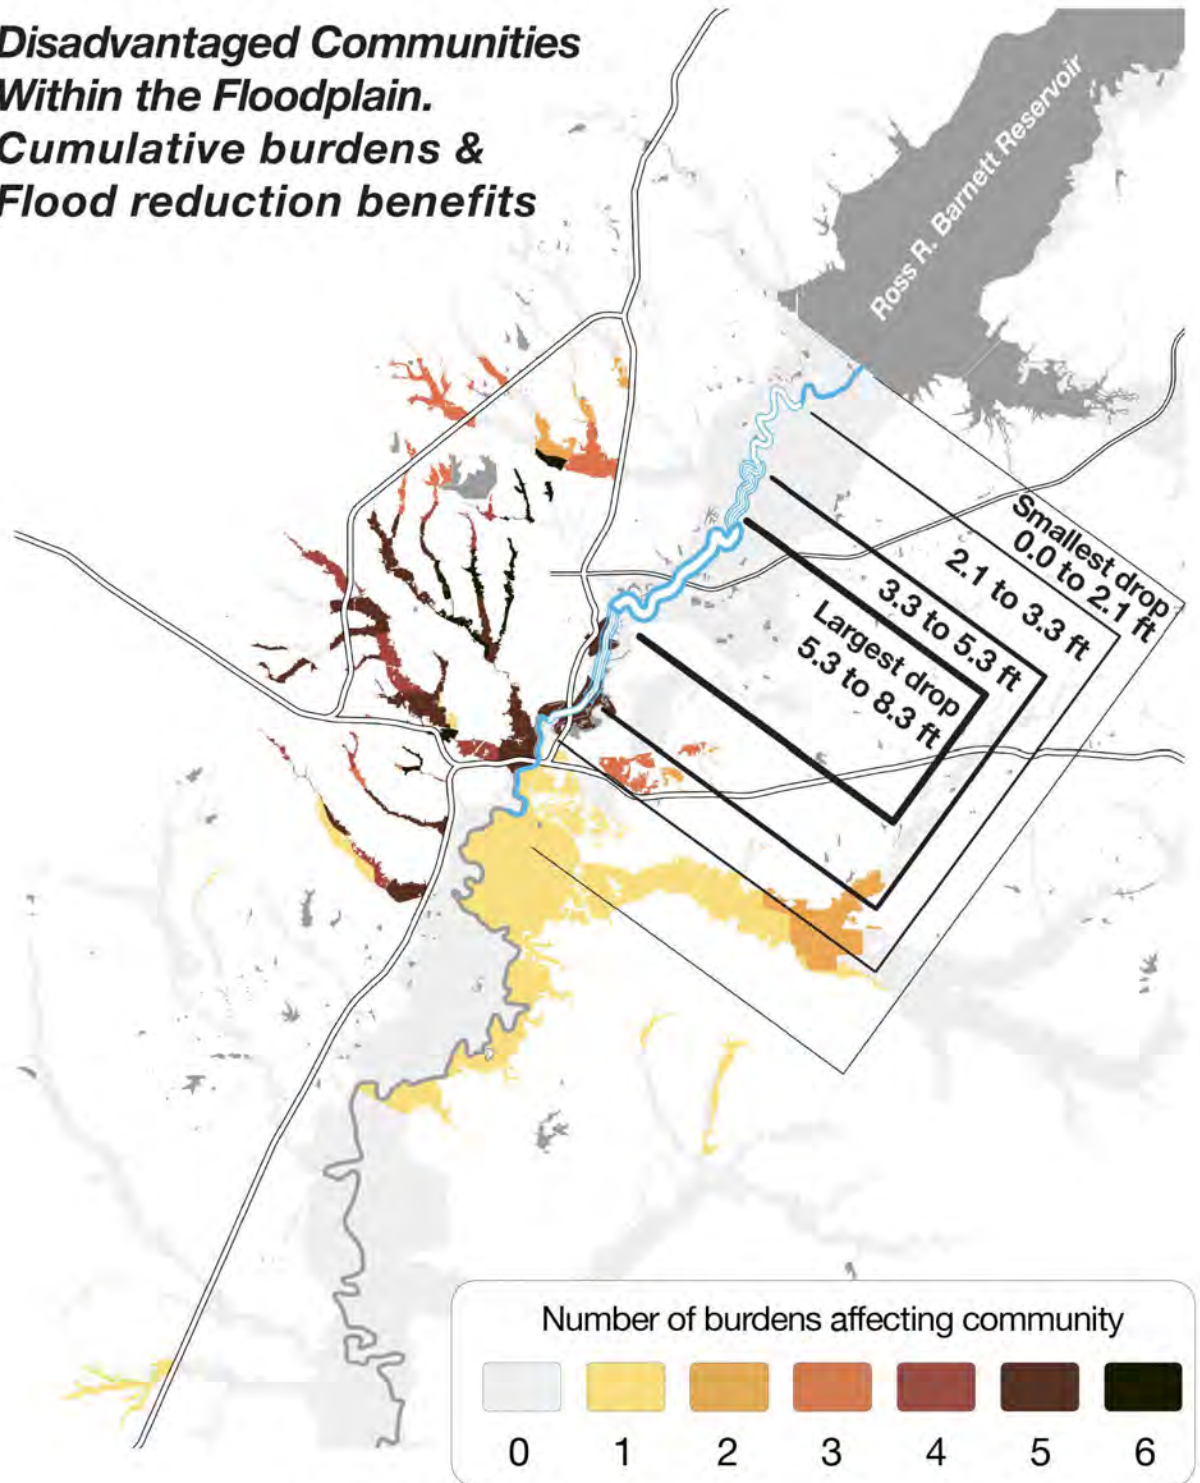 Disadvantaged Communities
Within the Floodplain.
Cumulative burdens &
Flood reduction benefits
Ross R. Barnett Reservoir
Smallest drop
0.0 to 2.1 ft
2.1 to 3.3 ft
3.3 to 5.3 ft
Largest drop
5.3 to 8.3 ft
Number of burdens affecting community
0 1 2 3 4 5 6